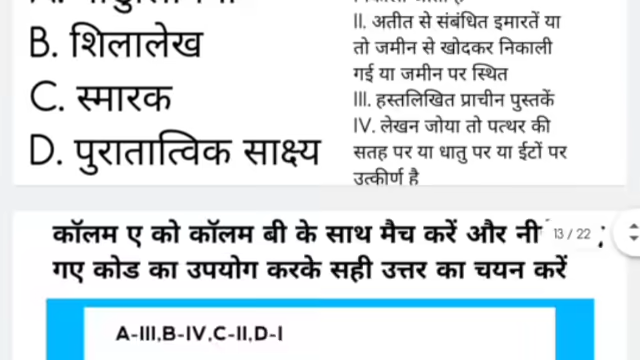 B. शिलालेख
C. स्मारक
D. पुरातात्विक साक्ष्य
II. अतीत से संबंधित इमारतें या
तो जमीन से खोदकर निकाली
गई या जमीन पर स्थित
III. हस्तलिखित प्राचीन पुस्तकें
IV. लेखन जोया तो पत्थर की
सतह पर या धातु पर या ईटों पर
उत्कीर्ण है
कॉलम ए को कॉलम बी के साथ मैच करें और नी
13 / 22
गए कोड का उपयोग करके सही उत्तर का चयन करें
A-III,B-IV,C-II,D-I